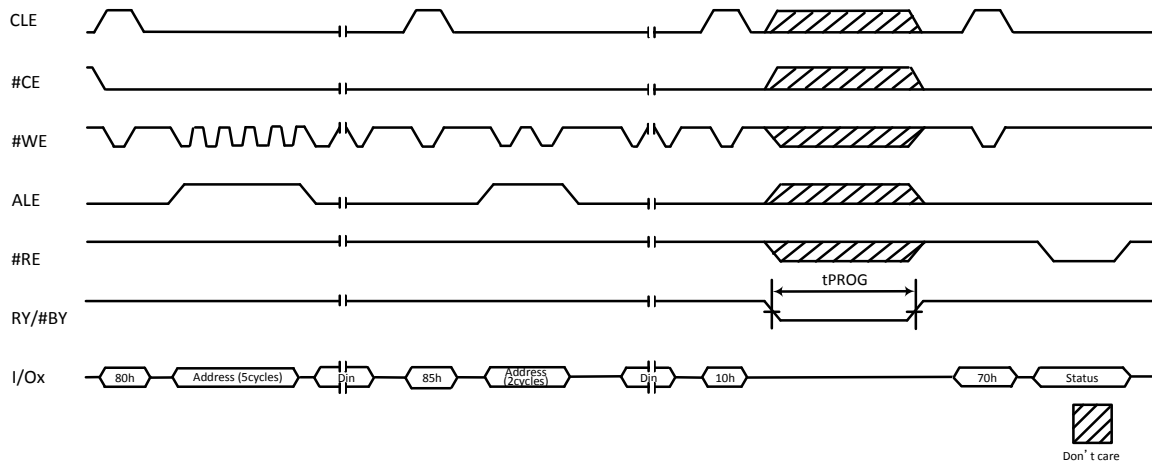 CLE
#CE
#WE
ALE
#RE
tPROG
RY/#BY
I/Ox
80h
Address (5cycles)
Din
85h
Address
(2cycles)
Din
10h
70h
Status
Don’ t care